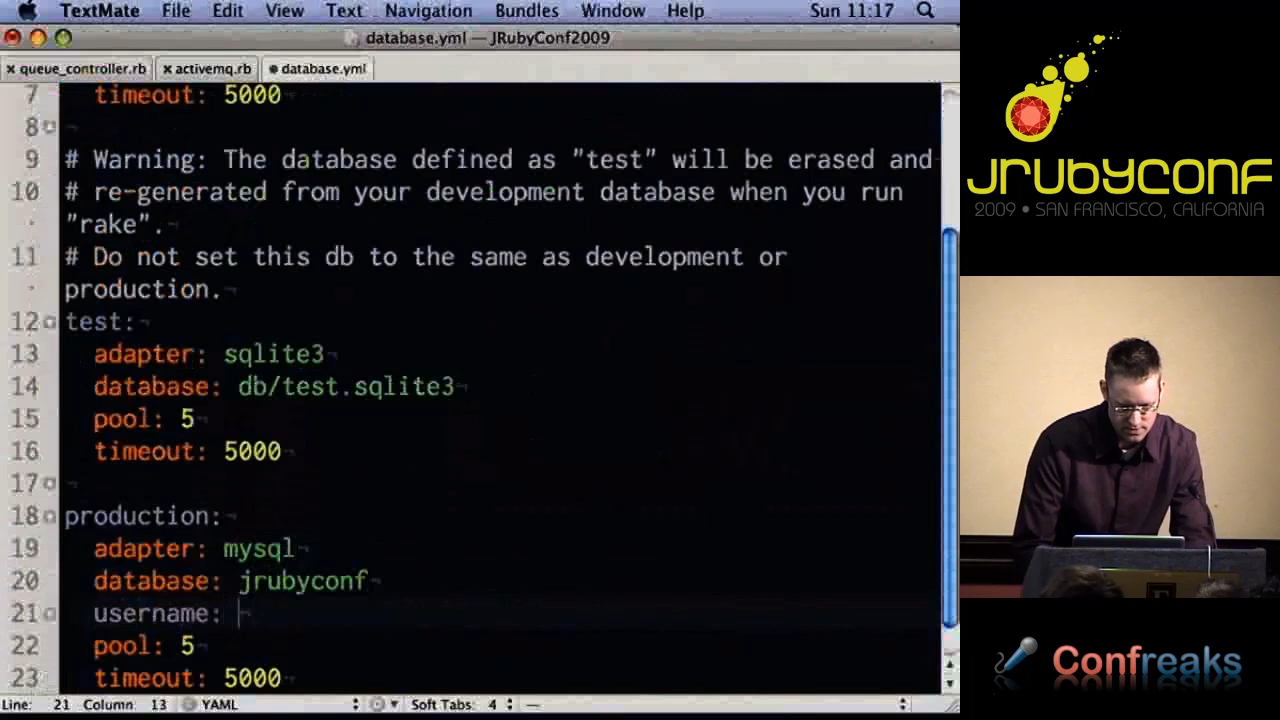 TextMate File Edit View Text Navigation Bundles Window Help Sun 11:17
database.yml — JRubyConf2009
queue_controller.rb activemq.rb database.yml
7 timeout: 5000
8
9 # Warning: The database defined as "test" will be erased and
10 # re-generated from your development database when you run
"rake".
11 # Do not set this db to the same as development or
production.
12 test:
13 adapter: sqlite3
14 database: db/test.sqlite3
15 pool: 5
16 timeout: 5000
17
18 production:
19 adapter: mysql
20 database: jrubyconf
21 username:
22 pool: 5
23 timeout: 5000
Line: 21 Column: 13 YAML Soft Tabs: 4 —
JRubyConf
2009 • SAN FRANCISCO, CALIFORNIA
Confreaks